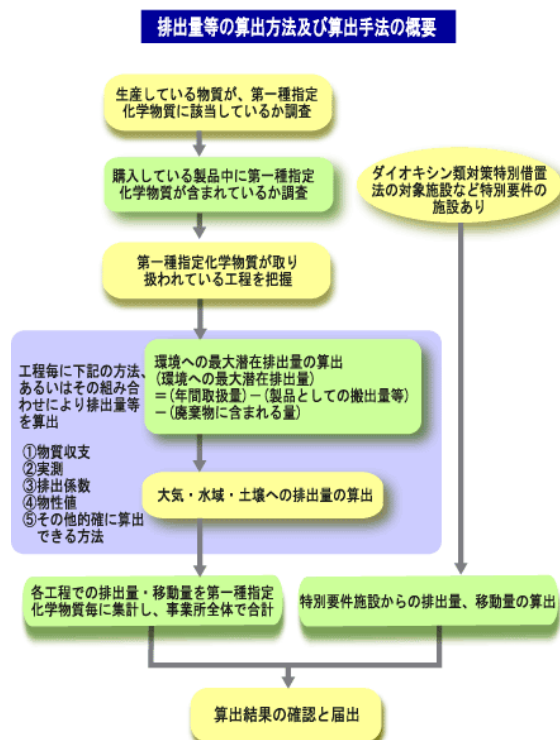 排出量等の算出方法及び算出手法の概要
生産している物質が、第一種指定
化学物質に該当しているか調査
購入している製品中に第一種指定
化学物質が含まれているか調査
ダイオキシン類対策特別借置
法の対象施設など特別要件の
施設あり
第一種指定化学物質が取り
扱われている工程を把握
工程毎に下記の方法、
あるいはその組み合
わせにより排出量等
を算出
①物質収支
②実測
③排出係数
④物性値
⑤その他的確に算出
できる方法
環境への最大潜在排出量の算出
(環境への最大潜在排出量)
＝(年間取扱量)－(製品としての搬出量等)
－(廃棄物に含まれる量)
大気・水域・土壌への排出量の算出
各工程での排出量・移動量を第一種指定
化学物質毎に集計し、事業所全体で合計
特別要件施設からの排出量、移動量の算出
算出結果の確認と届出